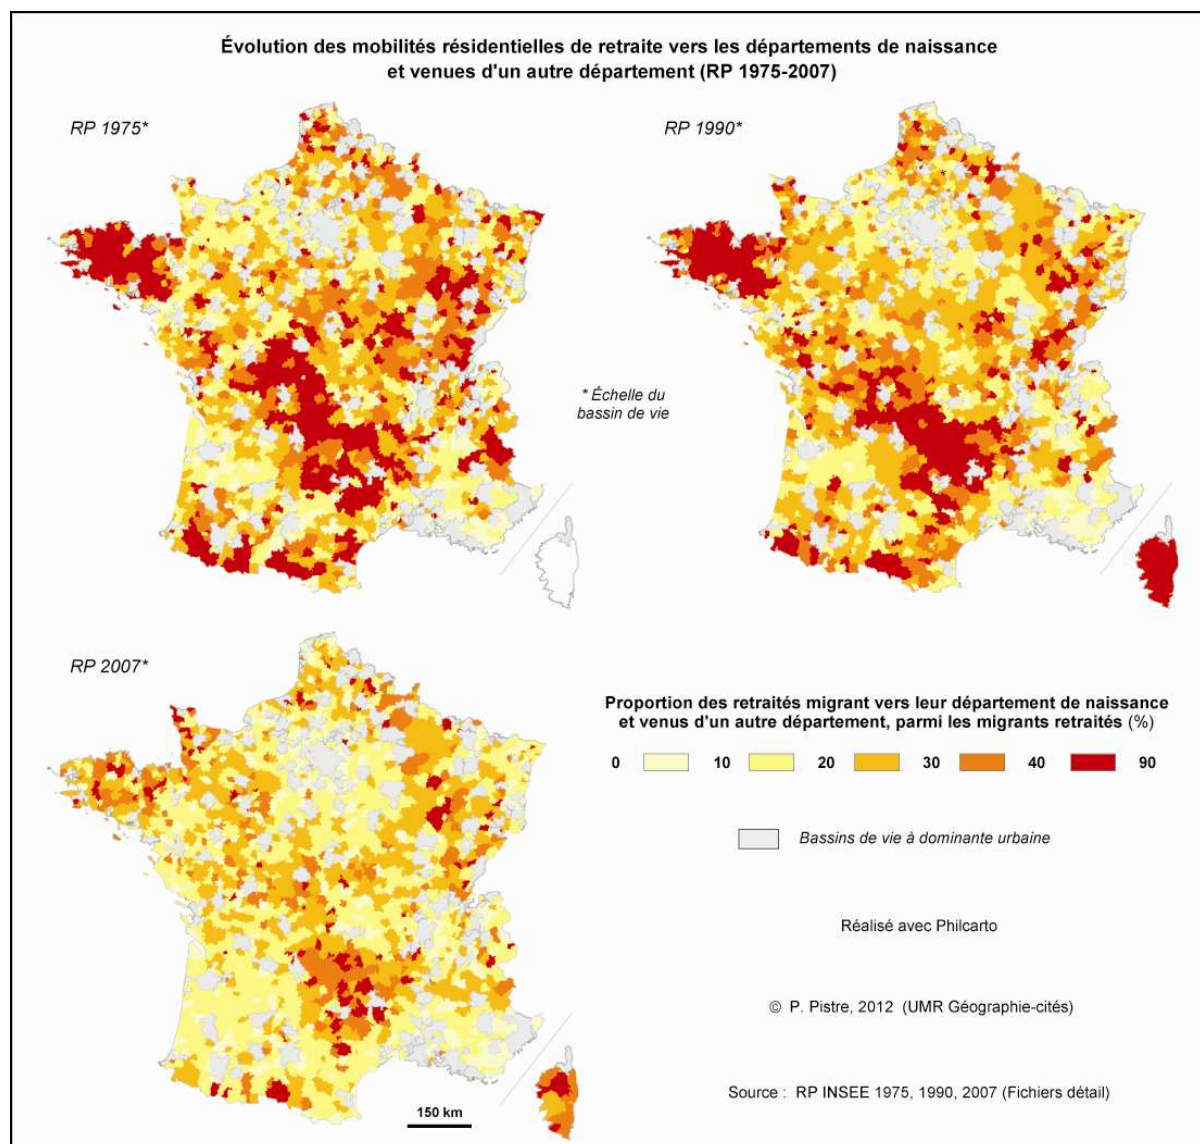 Évolution des mobilités résidentielles de retraite vers les départements de naissance
et venues d'un autre département (RP 1975-2007)
RP 1975*
RP 1990*
* Échelle du
bassin de vie
RP 2007*
Proportion des retraités migrant vers leur département de naissance
et venus d'un autre département, parmi les migrants retraités (%)
0 10 20 30 40 90
Bassins de vie à dominante urbaine
Réalisé avec Philcarto
© P. Pistre, 2012 (UMR Géographie-cités)
Source : RP INSEE 1975, 1990, 2007 (Fichiers détail)
150 km